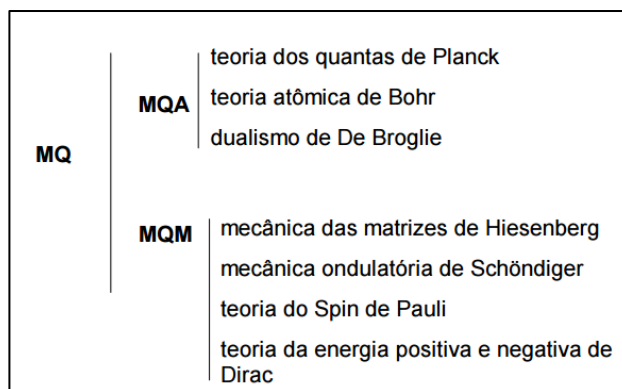 teoria dos quantas de Planck
MQA
teoria atômica de Bohr
dualismo de De Broglie
MQ
MQM
mecânica das matrizes de Hiesenberg
mecânica ondulatória de Schöndiger
teoria do Spin de Pauli
teoria da energia positiva e negativa de
Dirac